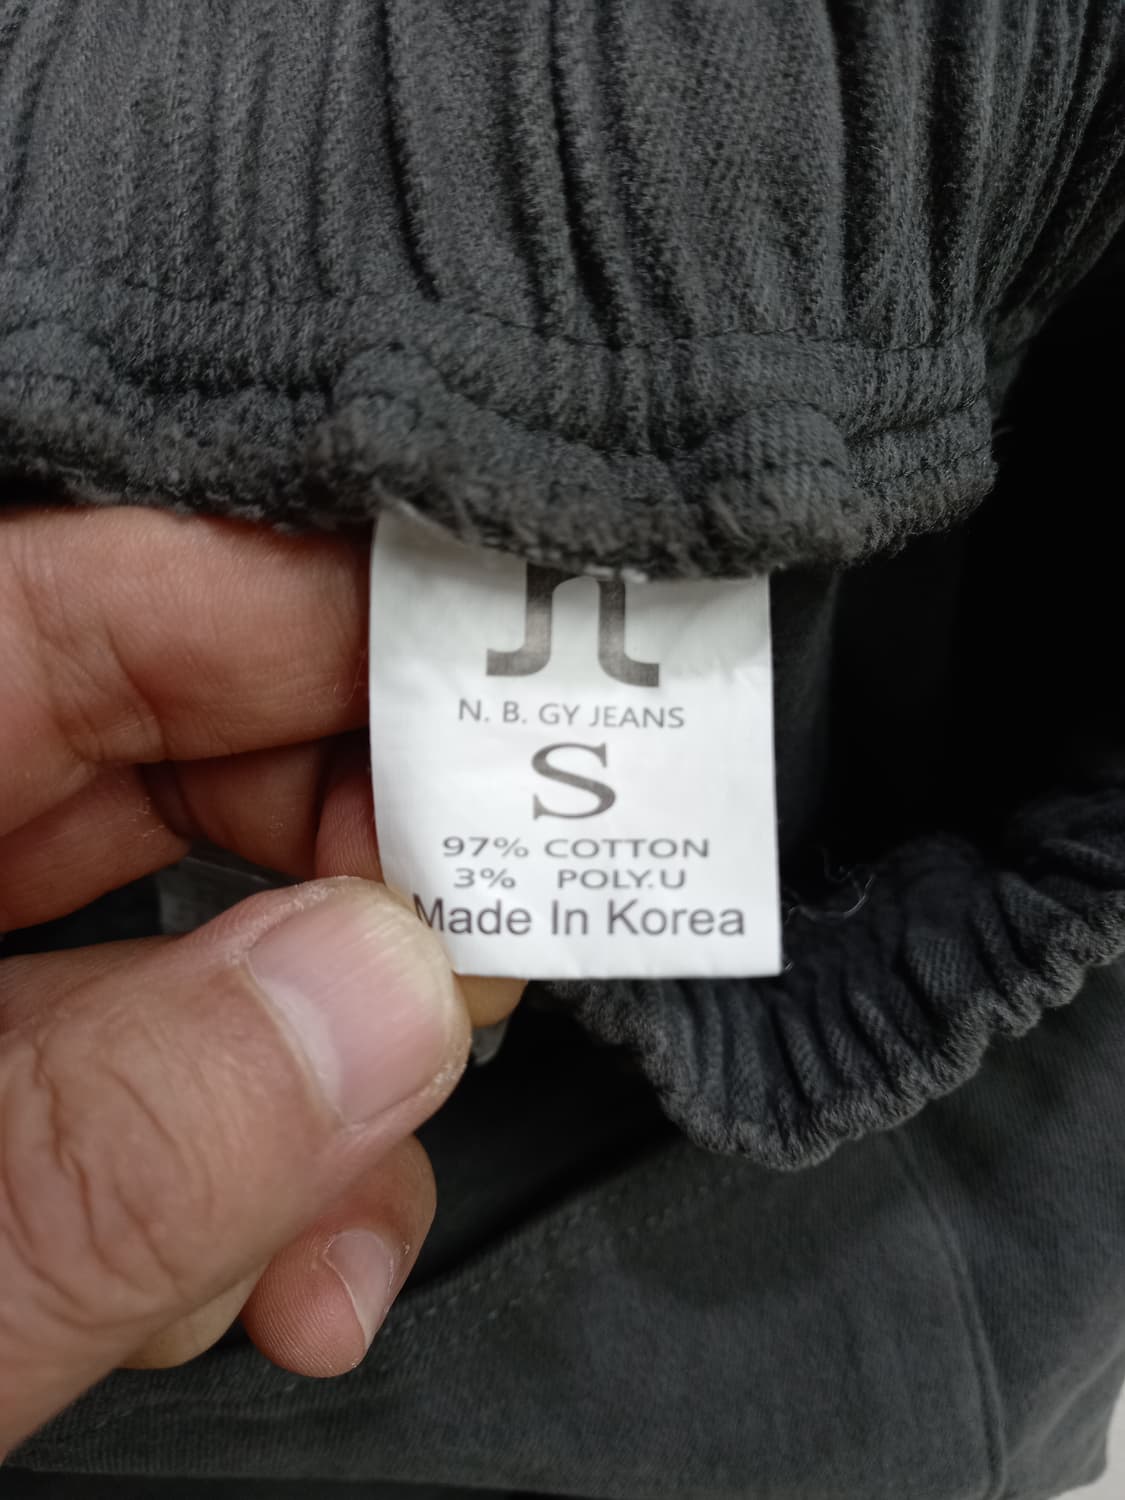 N. B. GY JEANS
S
97% COTTON
3% POLY.U
Made In Korea